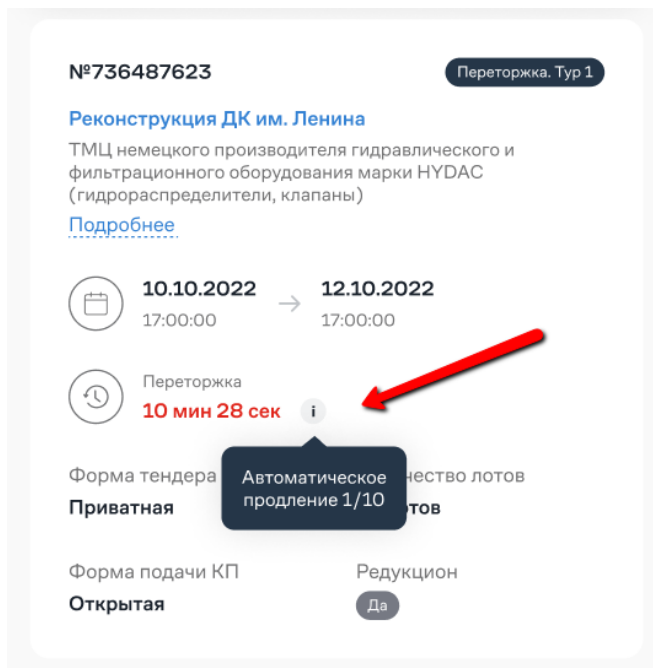 №736487623
Переторжка. Тур 1
Реконструкция ДК им. Ленина
ТМЦ немецкого производителя гидравлического и
фильтрационного оборудования марки HYDAC
(гидрораспределители, клапаны)
Подробнее
10.10.2022 → 12.10.2022
17:00:00 17:00:00
Переторжка
10 мин 28 сек i
Автоматическое
продление 1/10
Форма тендера
Приватная
Форма подачи КП
Открытая
Редукцион
Да